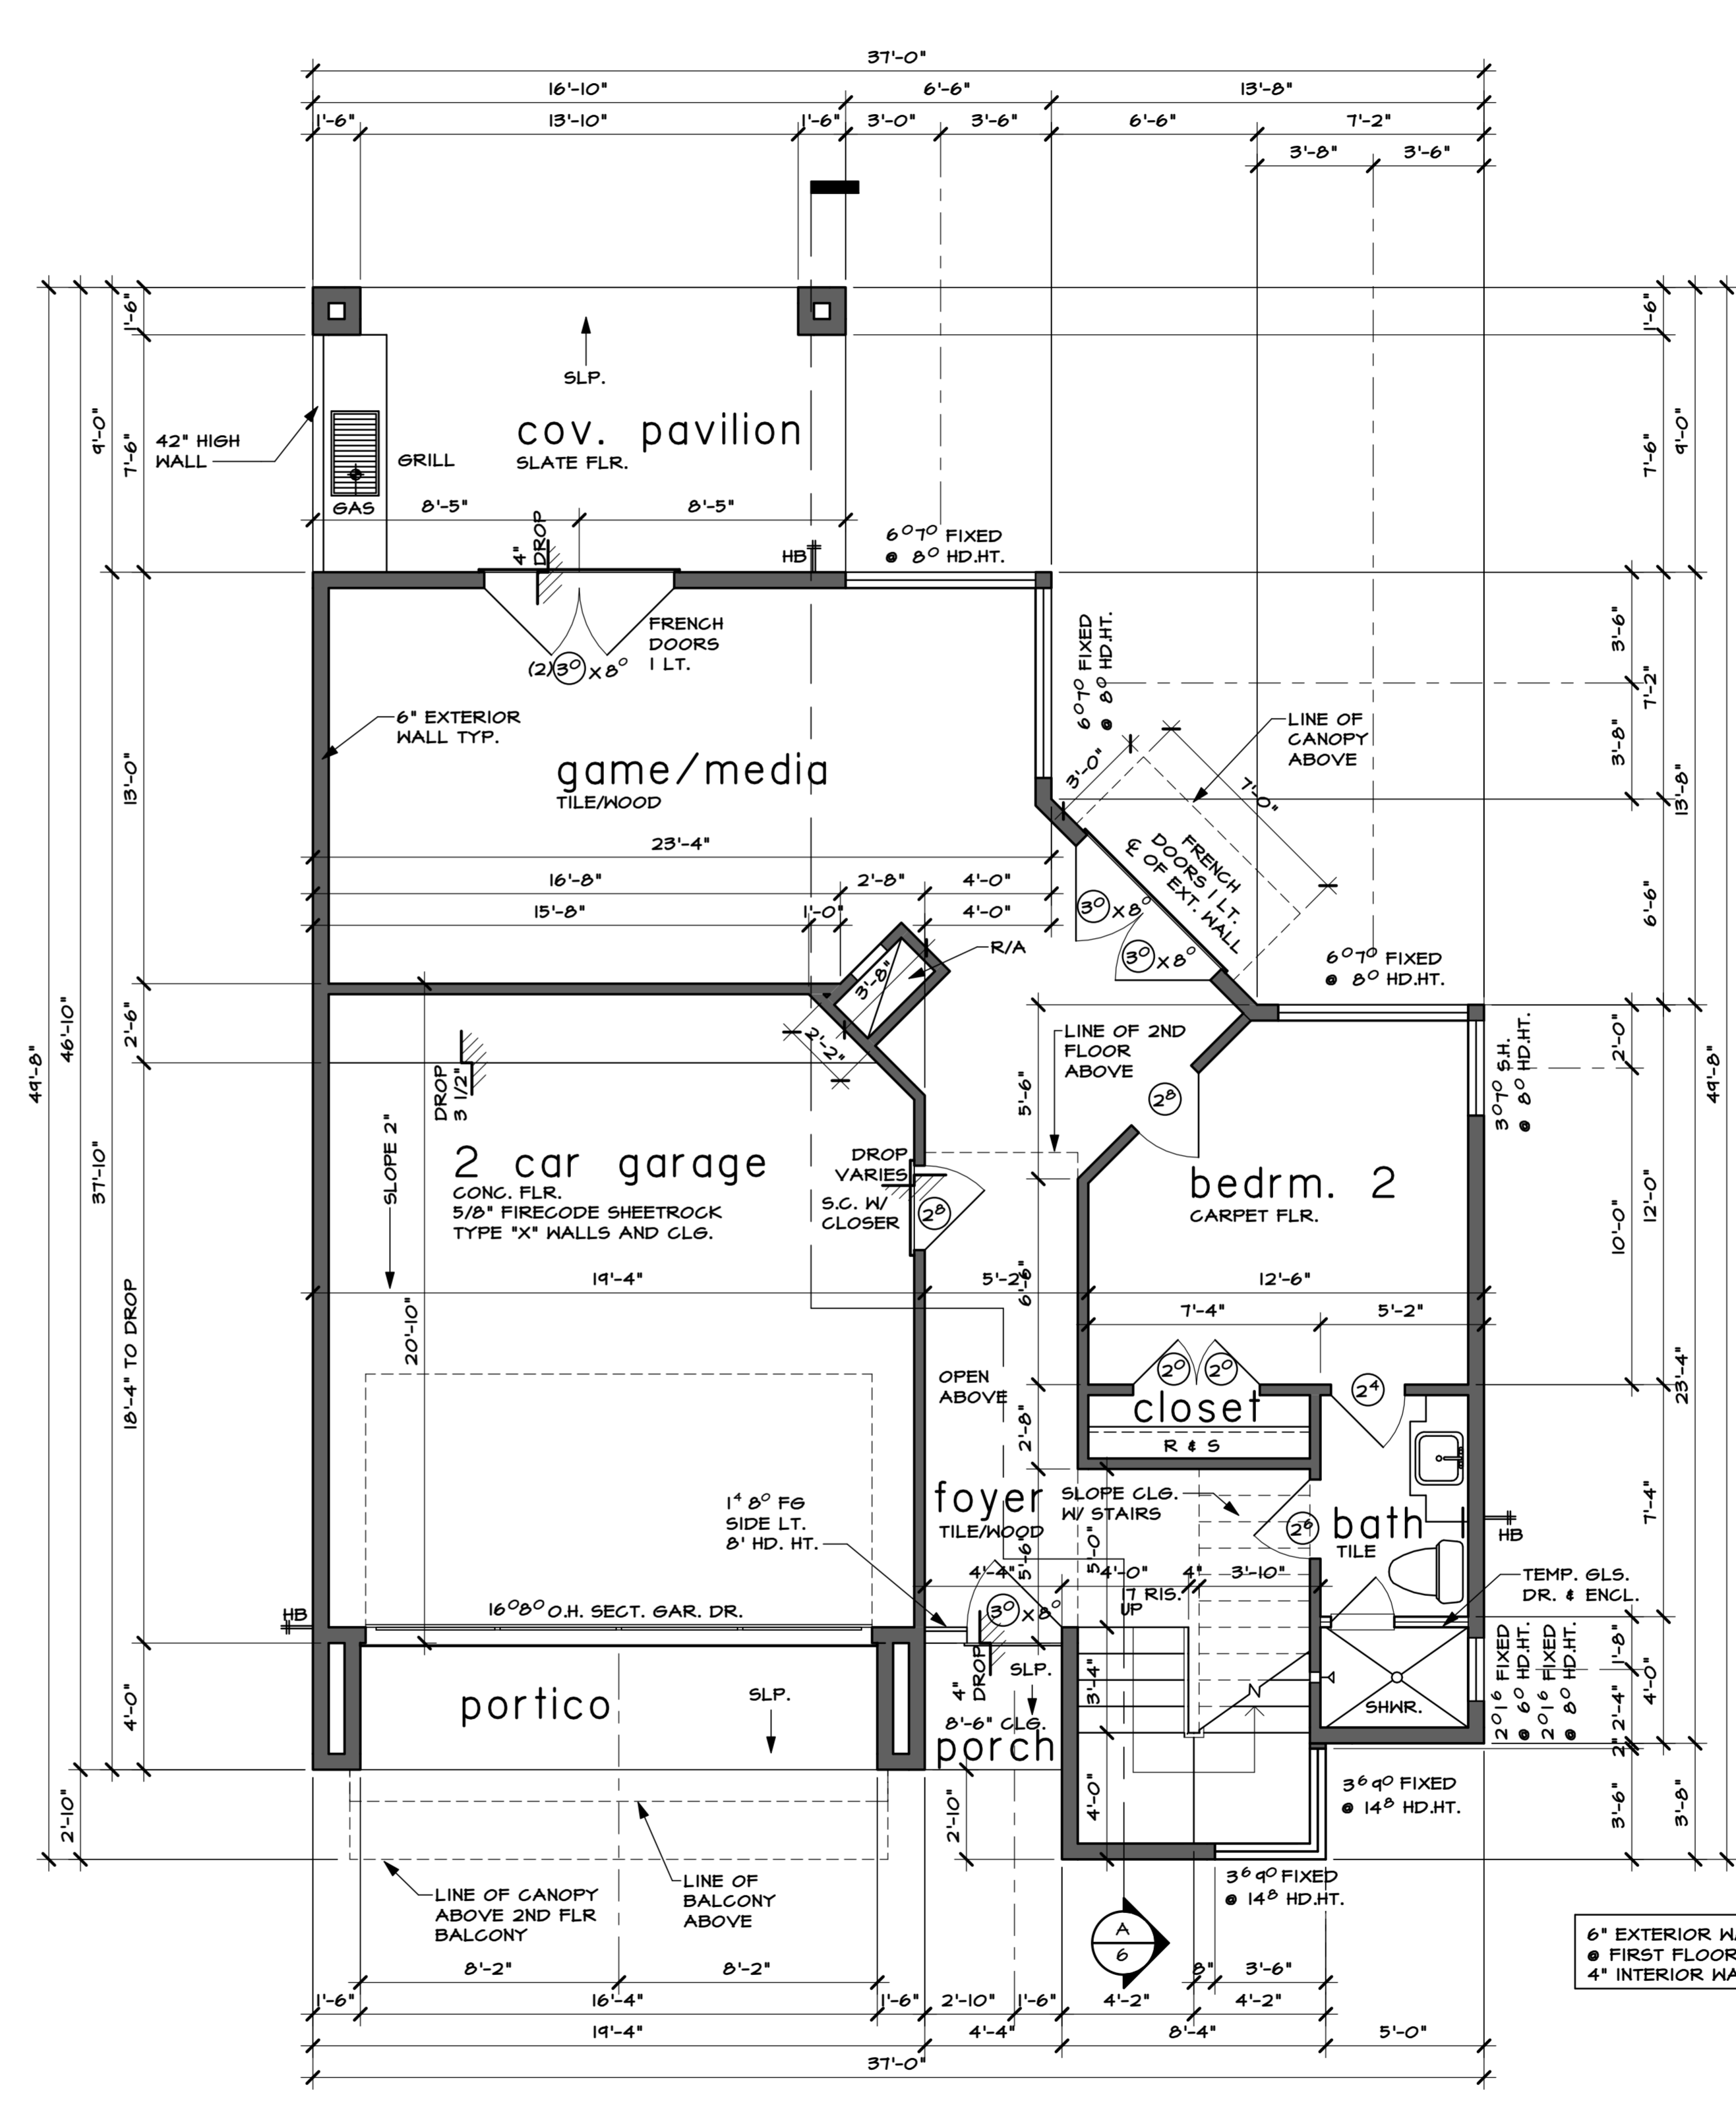 37'-0"
16'-10" 6'-6" 13'-8"
1'-6" 13'-10" 1'-6" 3'-0" 3'-6" 6'-6" 7'-2"
3'-8" 3'-6"
1'-6"
1'-6"
SLP.
cov. pavilion
SLATE FLR.
42" HIGH
WALL
GRILL
GAS
9'-0"
7'-6"
7'-6"
9'-0"
8'-5" 8'-5"
4"
DROP
HB
6⁰7⁰ FIXED
@ 8⁰ HD.HT.
FRENCH
DOORS
1 LT.
(2) 3⁰ x 8⁰
6⁰7⁰ FIXED
@ 8⁰ HD.HT.
3'-6"
7'-2"
3'-8"
13'-8"
6'-6"
6" EXTERIOR
WALL TYP.
game/media
TILE/WOOD
LINE OF
CANOPY
ABOVE
3'-0"
7'-0"
13'-0"
23'-4"
16'-8" 2'-8" 4'-0"
15'-8" 1'-0" 4'-0"
FRENCH
DOORS 1 LT.
℄ OF EXT. WALL
3⁰ x 8⁰
3⁰ x 8⁰
R/A
3'-8"
2'-2"
6⁰7⁰ FIXED
@ 8⁰ HD.HT.
49'-8"
46'-10"
37'-10"
2'-6"
18'-4" TO DROP
DROP
3 1/2"
SLOPE 2"
20'-10"
LINE OF 2ND
FLOOR
ABOVE
5'-6"
2⁸
3⁰7⁰ S.H.
@ 8⁰ HD.HT.
2'-0"
10'-0"
12'-0"
23'-4"
49'-8"
2 car garage
CONC. FLR.
5/8" FIRECODE SHEETROCK
TYPE "X" WALLS AND CLG.
DROP
VARIES
S.C. W/
CLOSER
2⁸
bedrm. 2
CARPET FLR.
19'-4" 5'-2" 12'-6"
6'-6"
7'-4" 5'-2"
OPEN
ABOVE
2⁰ 2⁰
2⁴
closet
R & S
2'-8"
foyer
TILE/WOOD
SLOPE CLG.
W/ STAIRS
2⁶
bath 1
TILE
HB
7'-4"
1⁴ 8⁰ FG
SIDE LT.
8' HD. HT.
5'-6"
5'-0"
4'-4" 4'-0" 4" 3'-10"
17 RIS.
UP
TEMP. GLS.
DR. & ENCL.
HB
16⁰8⁰ O.H. SECT. GAR. DR.
3⁰ x 8⁰
4"
DROP
SLP.
8'-6" CLG.
porch
portico
SLP.
3'-4"
4'-0"
SHWR.
2⁰1⁶ FIXED
@ 6⁰ HD.HT.
2⁰1⁶ FIXED
@ 8⁰ HD.HT.
1'-8"
2'-4"
2"
4'-0"
4'-0"
2'-10"
2'-10"
3⁶9⁰ FIXED
@ 14⁸ HD.HT.
3'-6"
3'-8"
3⁶9⁰ FIXED
@ 14⁸ HD.HT.
LINE OF CANOPY
ABOVE 2ND FLR
BALCONY
LINE OF
BALCONY
ABOVE
A
6
6" EXTERIOR
@ FIRST FLOOR
4" INTERIOR
8'-2" 8'-2" 8" 3'-6"
1'-6" 16'-4" 1'-6" 2'-10" 1'-6" 4'-2" 4'-2"
19'-4" 4'-4" 8'-4" 5'-0"
37'-0"